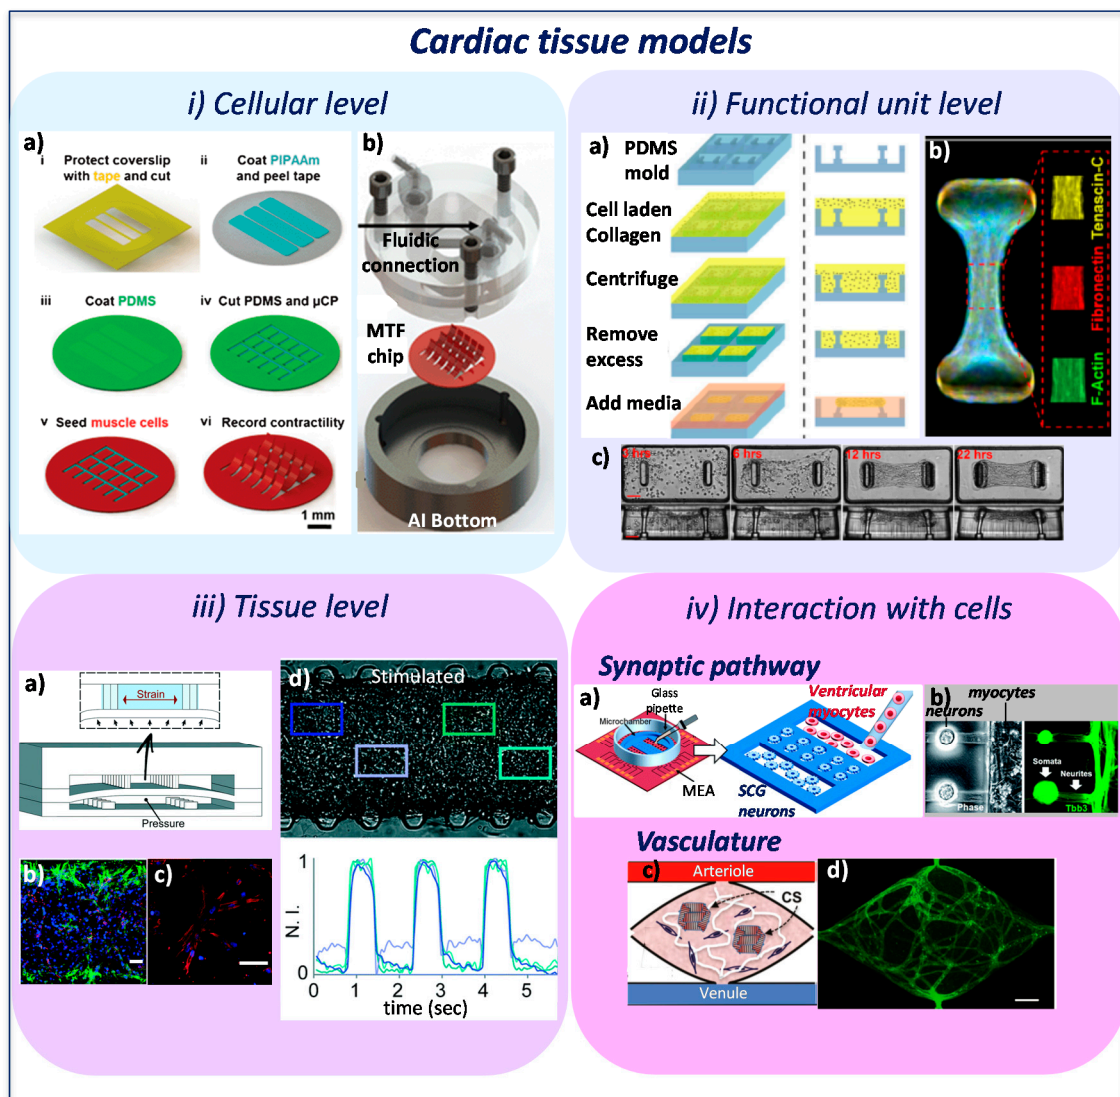 Cardiac tissue models
i) Cellular level
a)
i Protect coverslip
with tape and cut
ii Coat PIPAAm
and peel tape
iii Coat PDMS
iv Cut PDMS and µCP
v Seed muscle cells
vi Record contractility
1 mm
b)
Fluidic
connection
MTF
chip
Al Bottom
ii) Functional unit level
a)
PDMS
mold
Cell laden
Collagen
Centrifuge
Remove
excess
Add media
b)
Tenascin-C
Fibronectin
F-Actin
c)
2 hrs
6 hrs
12 hrs
22 hrs
iii) Tissue level
a)
Strain
Pressure
b)
c)
d)
Stimulated
N. I.
1
0
0 1 2 3 4 5
time (sec)
iv) Interaction with cells
Synaptic pathway
a)
Glass
pipette
Microchamber
MEA
Ventricular
myocytes
SCG
neurons
b)
myocytes
neurons
Phase
Somata
Neurites
Tbb3
Vasculature
c)
Arteriole
CS
Venule
d)